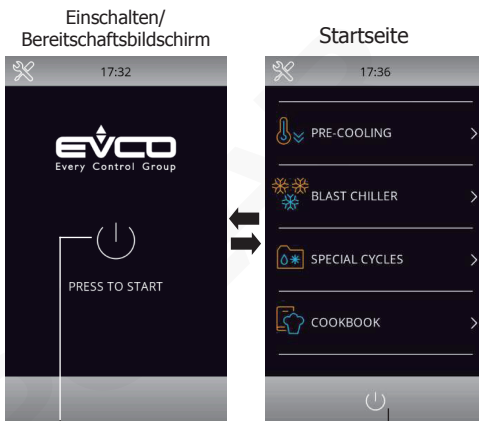 Einschalten/
Bereitschaftsbildschirm
17:32
EVCO
Every Control Group
PRESS TO START
Startseite
17:36
PRE-COOLING
BLAST CHILLER
SPECIAL CYCLES
COOKBOOK